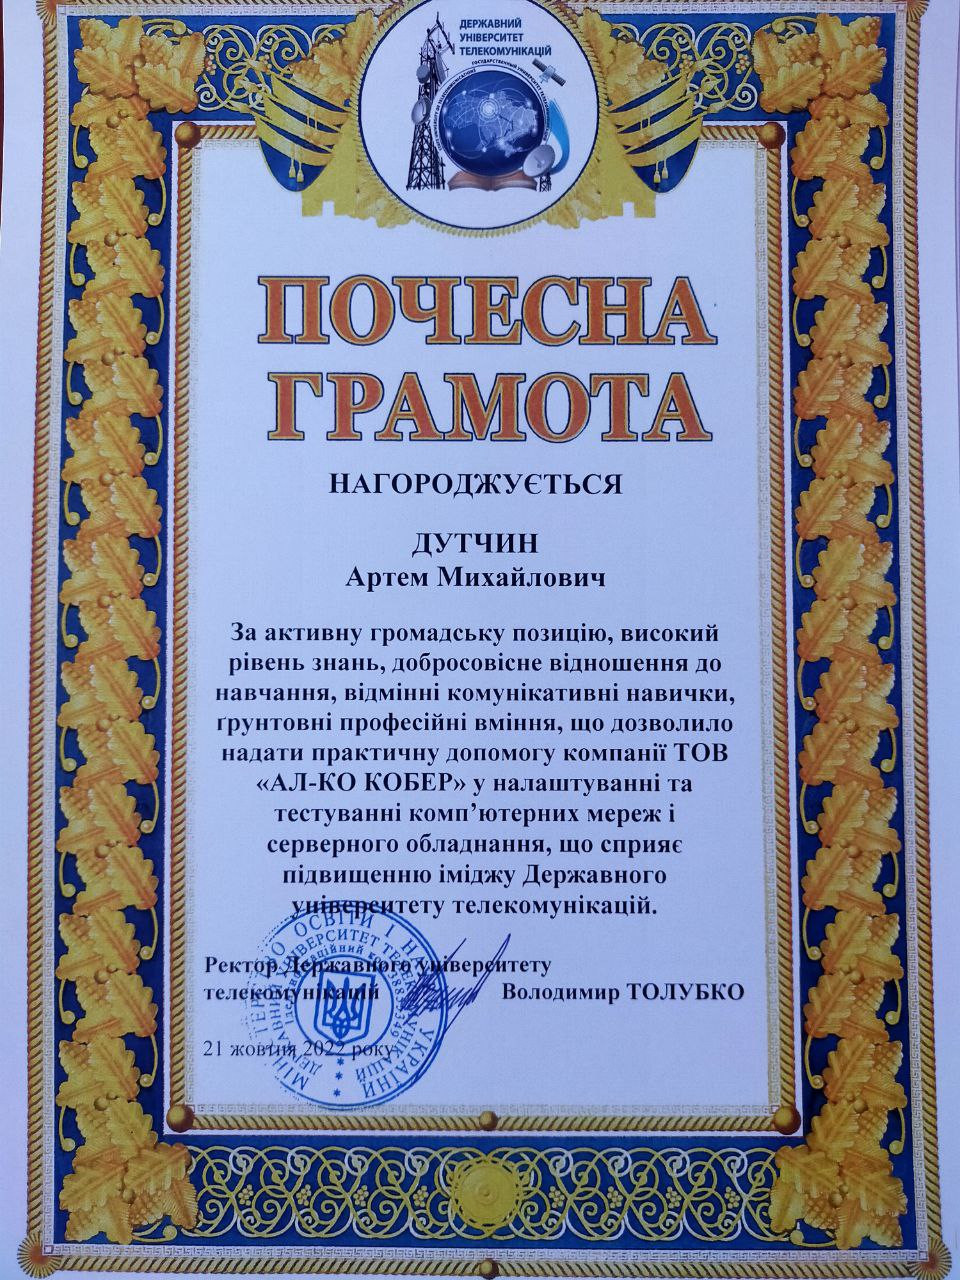 ДЕРЖАВНИЙ
УНІВЕРСИТЕТ
ТЕЛЕКОМУНІКАЦІЙ
ПОЧЕСНА
ГРАМОТА
НАГОРОДЖУЄТЬСЯ
ДУТЧИН
Артем Михайлович
За активну громадську позицію, високий
рівень знань, добросовісне відношення до
навчання, відмінні комунікативні навички,
ґрунтовні професійні вміння, що дозволило
надати практичну допомогу компанії ТОВ
«АЛ-КО КОБЕР» у налаштуванні та
тестуванні комп’ютерних мереж і
серверного обладнання, що сприяє
підвищенню іміджу Державного
університету телекомунікацій.
Ректор Державного університету
телекомунікацій Володимир ТОЛУБКО
21 жовтня 2022 року